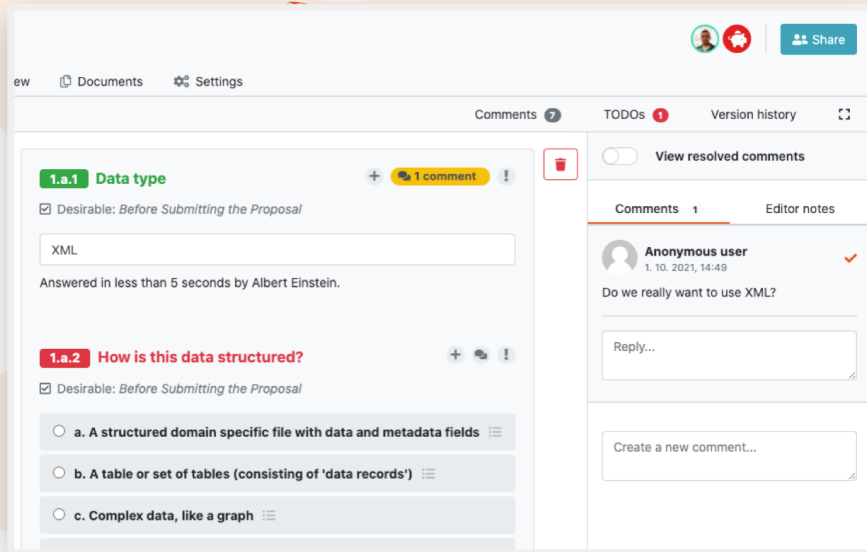 Share
ew Documents Settings
Comments 7 TODOs 1 Version history
1.a.1 Data type + 1 comment !
Desirable: Before Submitting the Proposal
XML
Answered in less than 5 seconds by Albert Einstein.
1.a.2 How is this data structured? + !
Desirable: Before Submitting the Proposal
a. A structured domain specific file with data and metadata fields
b. A table or set of tables (consisting of 'data records')
c. Complex data, like a graph
View resolved comments
Comments 1 Editor notes
Anonymous user
1. 10. 2021, 14:49
Do we really want to use XML?
Reply...
Create a new comment...